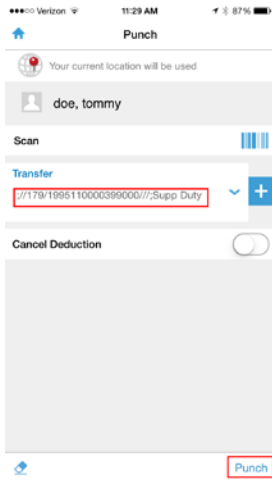 Verizon 11:29 AM 87%
Punch
Your current location will be used
doe, tommy
Scan
Transfer
;//179/1995110000399000///;Supp Duty
Cancel Deduction
Punch